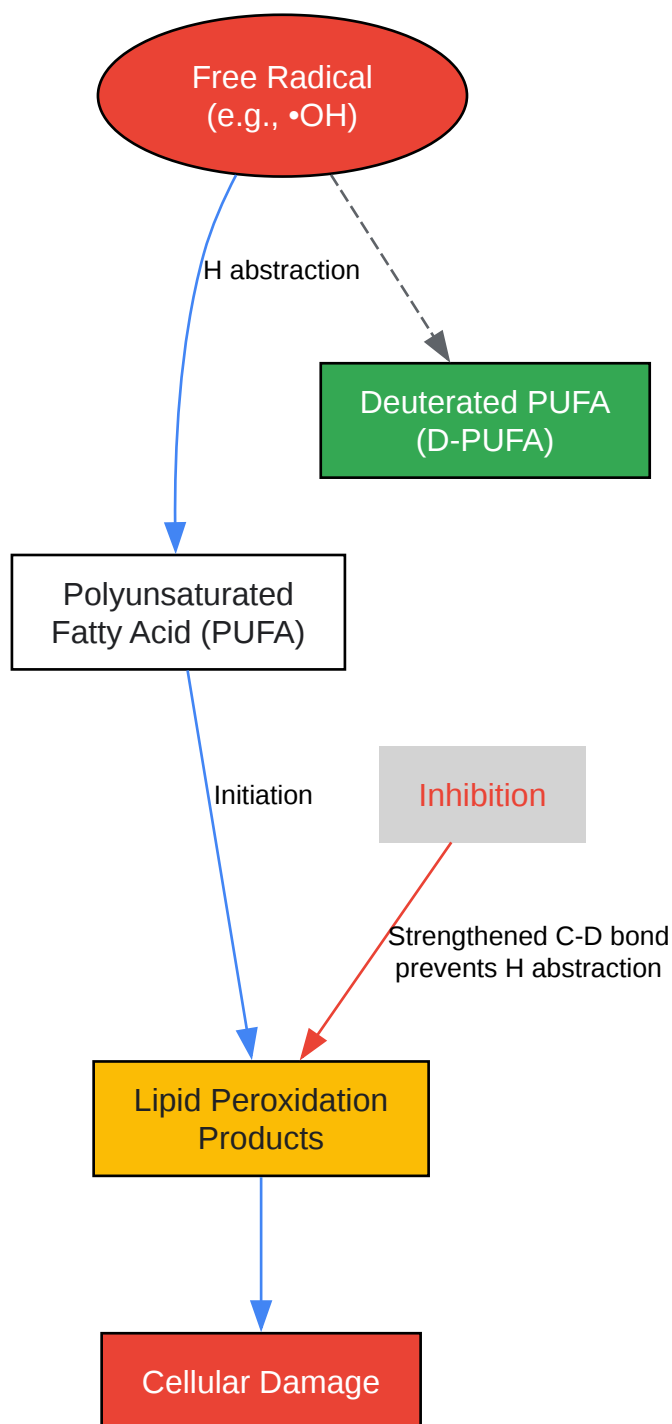 Free Radical
(e.g., •OH)
H abstraction
Deuterated PUFA
(D-PUFA)
Polyunsaturated
Fatty Acid (PUFA)
Initiation
Inhibition
Strengthened C-D bond
prevents H abstraction
Lipid Peroxidation
Products
Cellular Damage